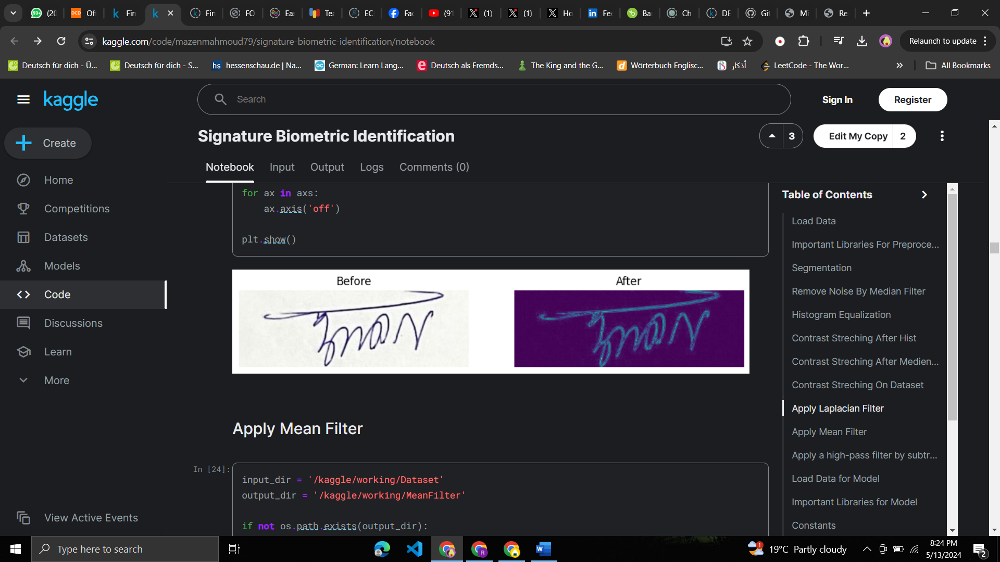 (20
Of
Fin
Fin
FO
Eas
Tea
EC
Fac
(91
(1)
(1)
Ho
Fee
Ba
Ch
DE
Git
Mi
Re
kaggle.com/code/mazenmahmoud79/signature-biometric-identification/notebook
Relaunch to update
Deutsch für dich - Ü...
Deutsch für dich - S...
hs hessenschau.de | Na...
German: Learn Lang...
Deutsch als Fremds...
The King and the G...
Wörterbuch Englisc...
أذكار
LeetCode - The Wor...
All Bookmarks
kaggle
Search
Sign In
Register
Create
Signature Biometric Identification
3
Edit My Copy 2
Notebook
Input
Output
Logs
Comments (0)
Home
Competitions
Datasets
Models
Code
Discussions
Learn
More
View Active Events
for ax in axs:
ax.axis('off')
plt.show()
Before
After
Apply Mean Filter
In [24]:
input_dir = '/kaggle/working/Dataset'
output_dir = '/kaggle/working/MeanFilter'
if not os.path.exists(output_dir):
Table of Contents
Load Data
Important Libraries For Preproce...
Segmentation
Remove Noise By Median Filter
Histogram Equalization
Contrast Streching After Hist
Contrast Streching After Medien...
Contrast Streching On Dataset
Apply Laplacian Filter
Apply Mean Filter
Apply a high-pass filter by subtr...
Load Data for Model
Important Libraries for Model
Constants
Type here to search
19°C Partly cloudy
8:24 PM
5/13/2024
2